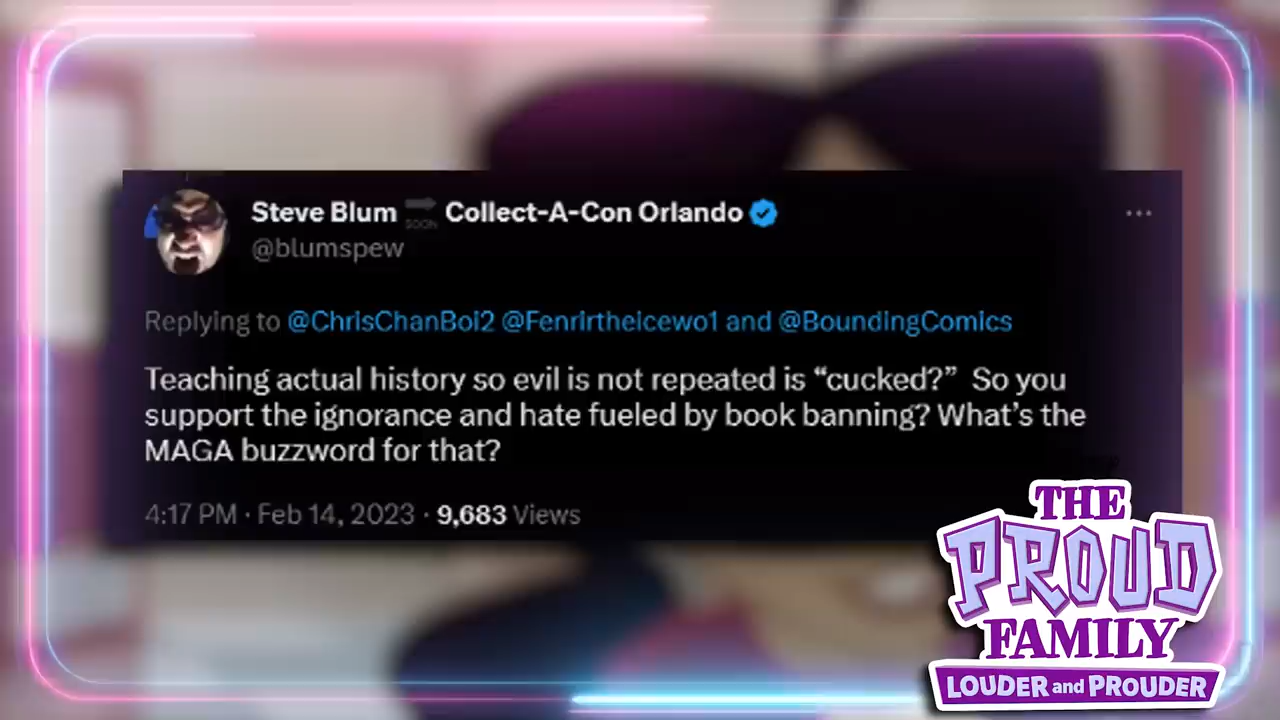 Steve Blum SOON Collect-A-Con Orlando
@blumspew
Replying to @ChrisChanBoi2 @Fenrirtheicewo1 and @BoundingComics
Teaching actual history so evil is not repeated is “cucked?”  So you
support the ignorance and hate fueled by book banning? What’s the
MAGA buzzword for that?
4:17 PM · Feb 14, 2023 · 9,683 Views
THE
PROUD
FAMILY
LOUDER and PROUDER